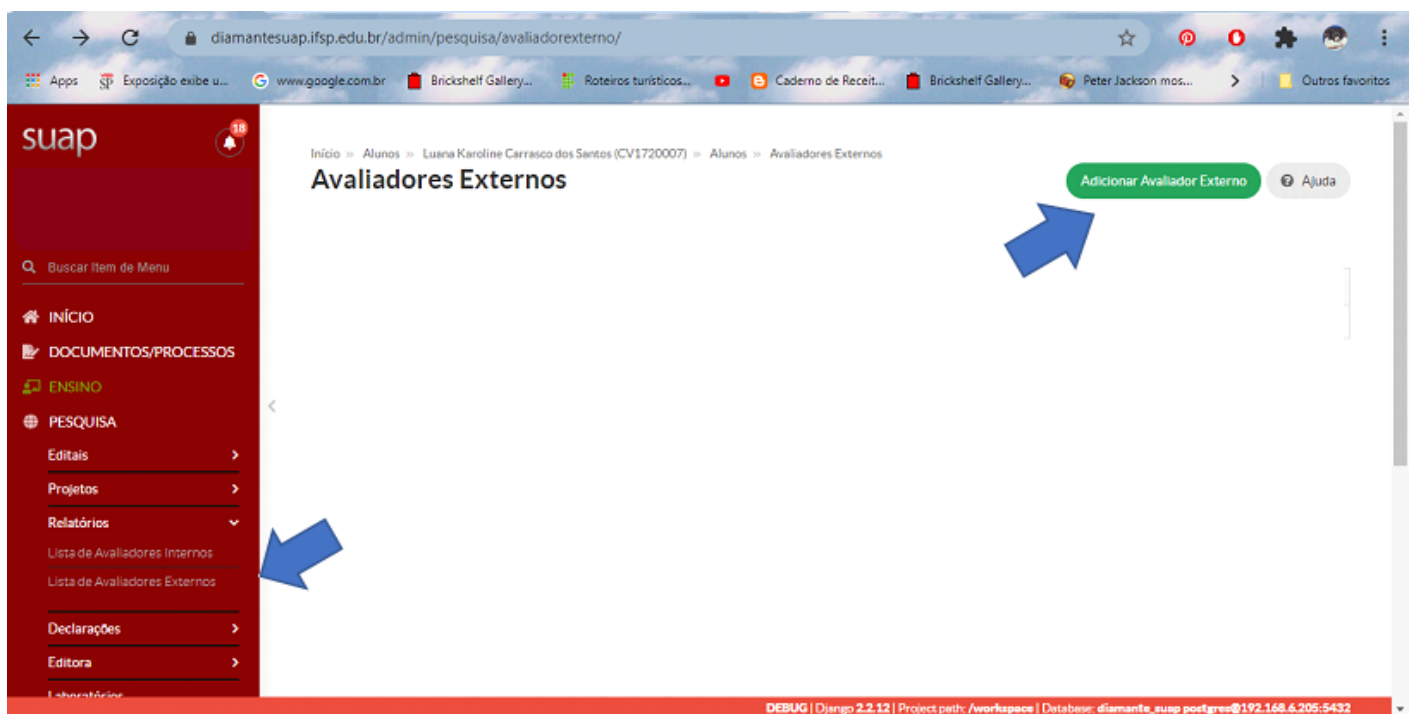 diamantesuap.ifsp.edu.br/admin/pesquisa/avaliadorexterno/
Apps Exposição exibe u... www.google.com.br Brickshelf Gallery... Roteiros turísticos... Caderno de Receit... Brickshelf Gallery... Peter Jackson mos... Outros favoritos
suap 18
Início » Alunos » Luana Karoline Carrasco dos Santos (CV1720007) » Alunos » Avaliadores Externos
Avaliadores Externos
Adicionar Avaliador Externo
Ajuda
Buscar Item de Menu
INÍCIO
DOCUMENTOS/PROCESSOS
ENSINO
PESQUISA
Editais
Projetos
Relatórios
Lista de Avaliadores Internos
Lista de Avaliadores Externos
Declarações
Editora
Laboratórios
DEBUG | Django 2.2.12 | Project path: /workspace | Database: diamante_suap postgres@192.168.6.205:5432